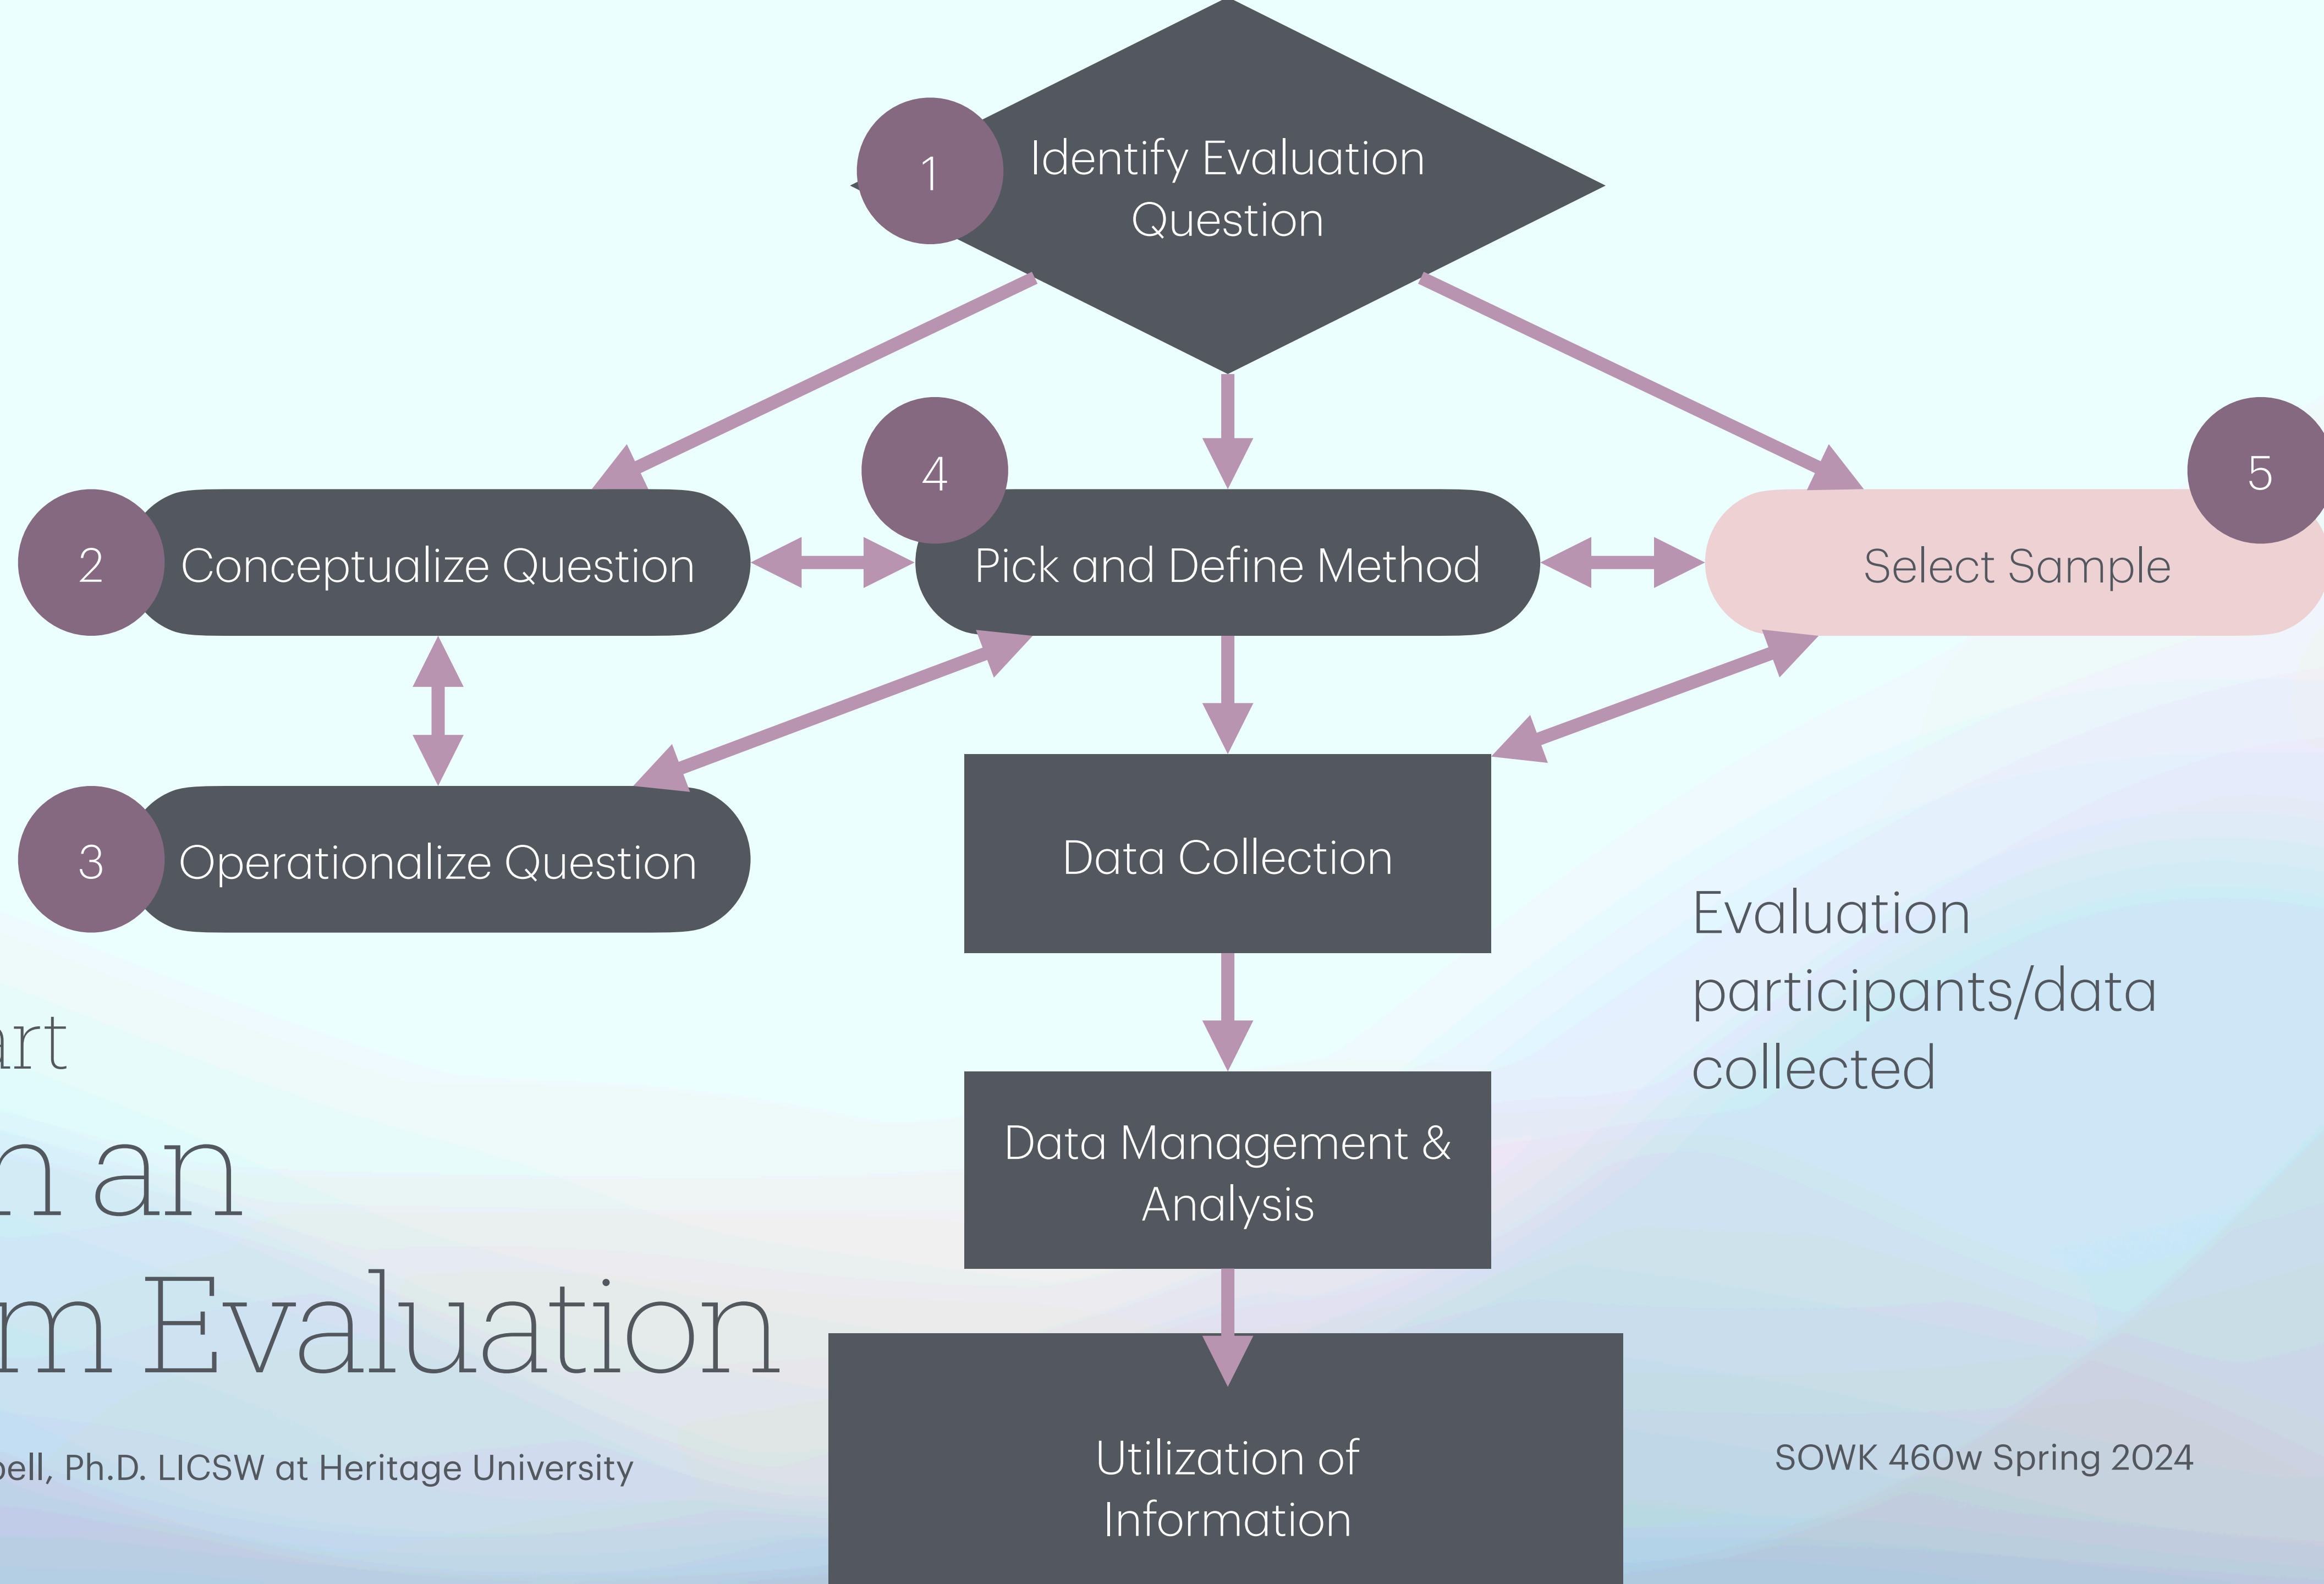 1
Identify Evaluation
Question
4
5
2
Conceptualize Question
Pick and Define Method
Select Sample
3
Operationalize Question
Data Collection
Evaluation
participants/data
collected
art
n an
Data Management &
Analysis
m Evaluation
Utilization of
Information
bell, Ph.D. LICSW at Heritage University
SOWK 460w Spring 2024